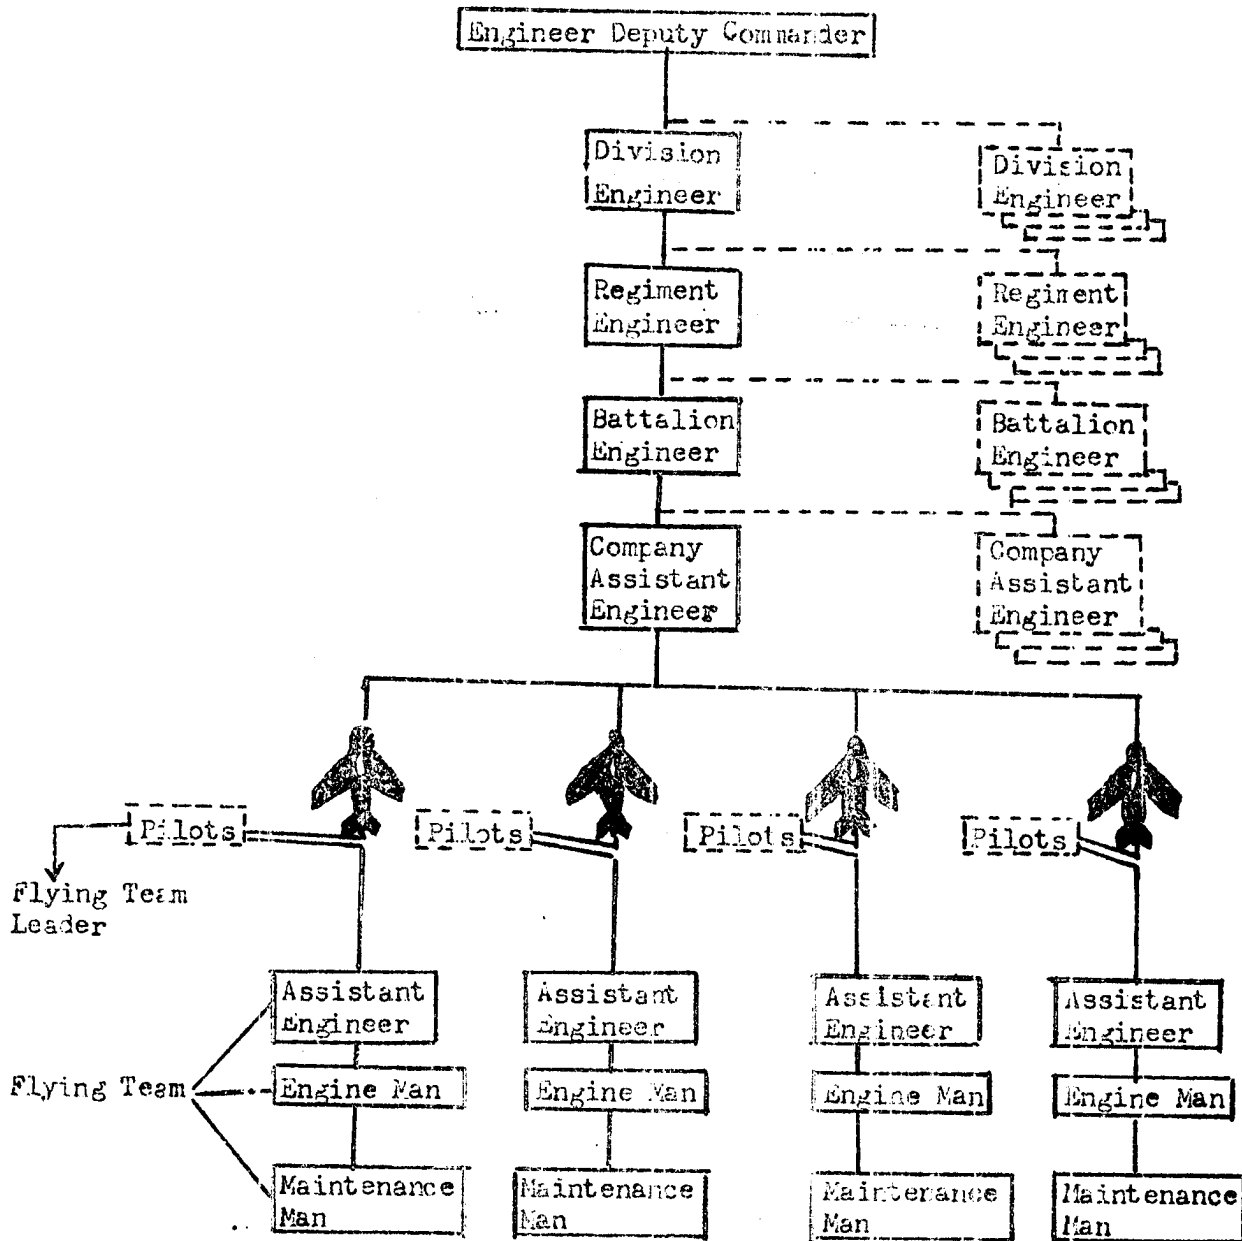 Engineer Deputy Commander
Division
Engineer
Division
Engineer
Regiment
Engineer
Regiment
Engineer
Battalion
Engineer
Battalion
Engineer
Company
Assistant
Engineer
Company
Assistant
Engineer
Pilots
Pilots
Pilots
Pilots
Flying Team
Leader
Assistant
Engineer
Assistant
Engineer
Assistant
Engineer
Assistant
Engineer
Flying Team
Engine Man
Engine Man
Engine Man
Engine Man
Maintenance
Man
Maintenance
Man
Maintenance
Man
Maintenance
Man